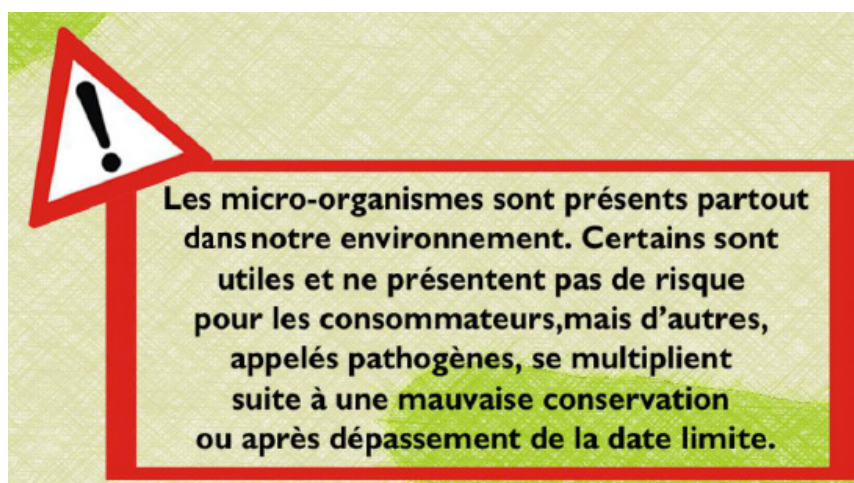 Les micro-organismes sont présents partout
dans notre environnement. Certains sont
utiles et ne présentent pas de risque
pour les consommateurs,mais d'autres,
appelés pathogènes, se multiplient
suite à une mauvaise conservation
ou après dépassement de la date limite.